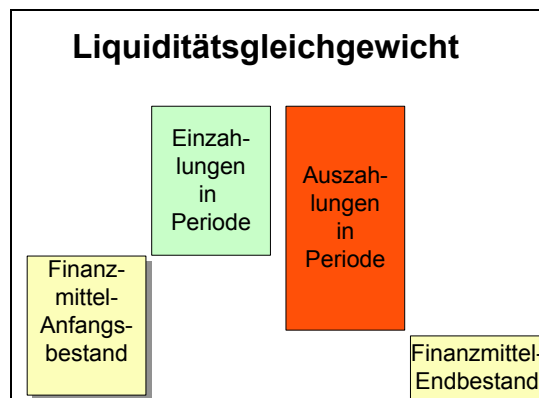 Liquiditätsgleichgewicht
Einzah-
lungen
in
Periode
Auszah-
lungen
in
Periode
Finanz-
mittel-
Anfangs-
bestand
Finanzmittel-
Endbestand